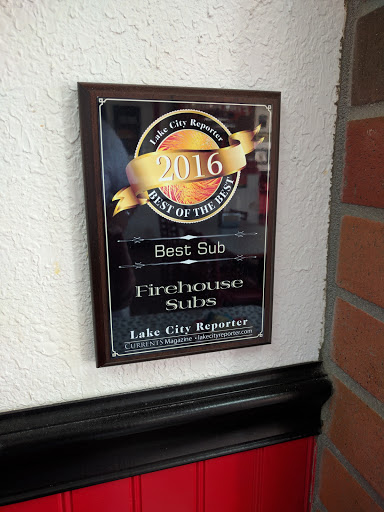 Lake City Reporter
2016
BEST OF THE BEST
Best Sub
Firehouse
Subs
Lake City Reporter
CURRENTS Magazine • lakecityreporter.com